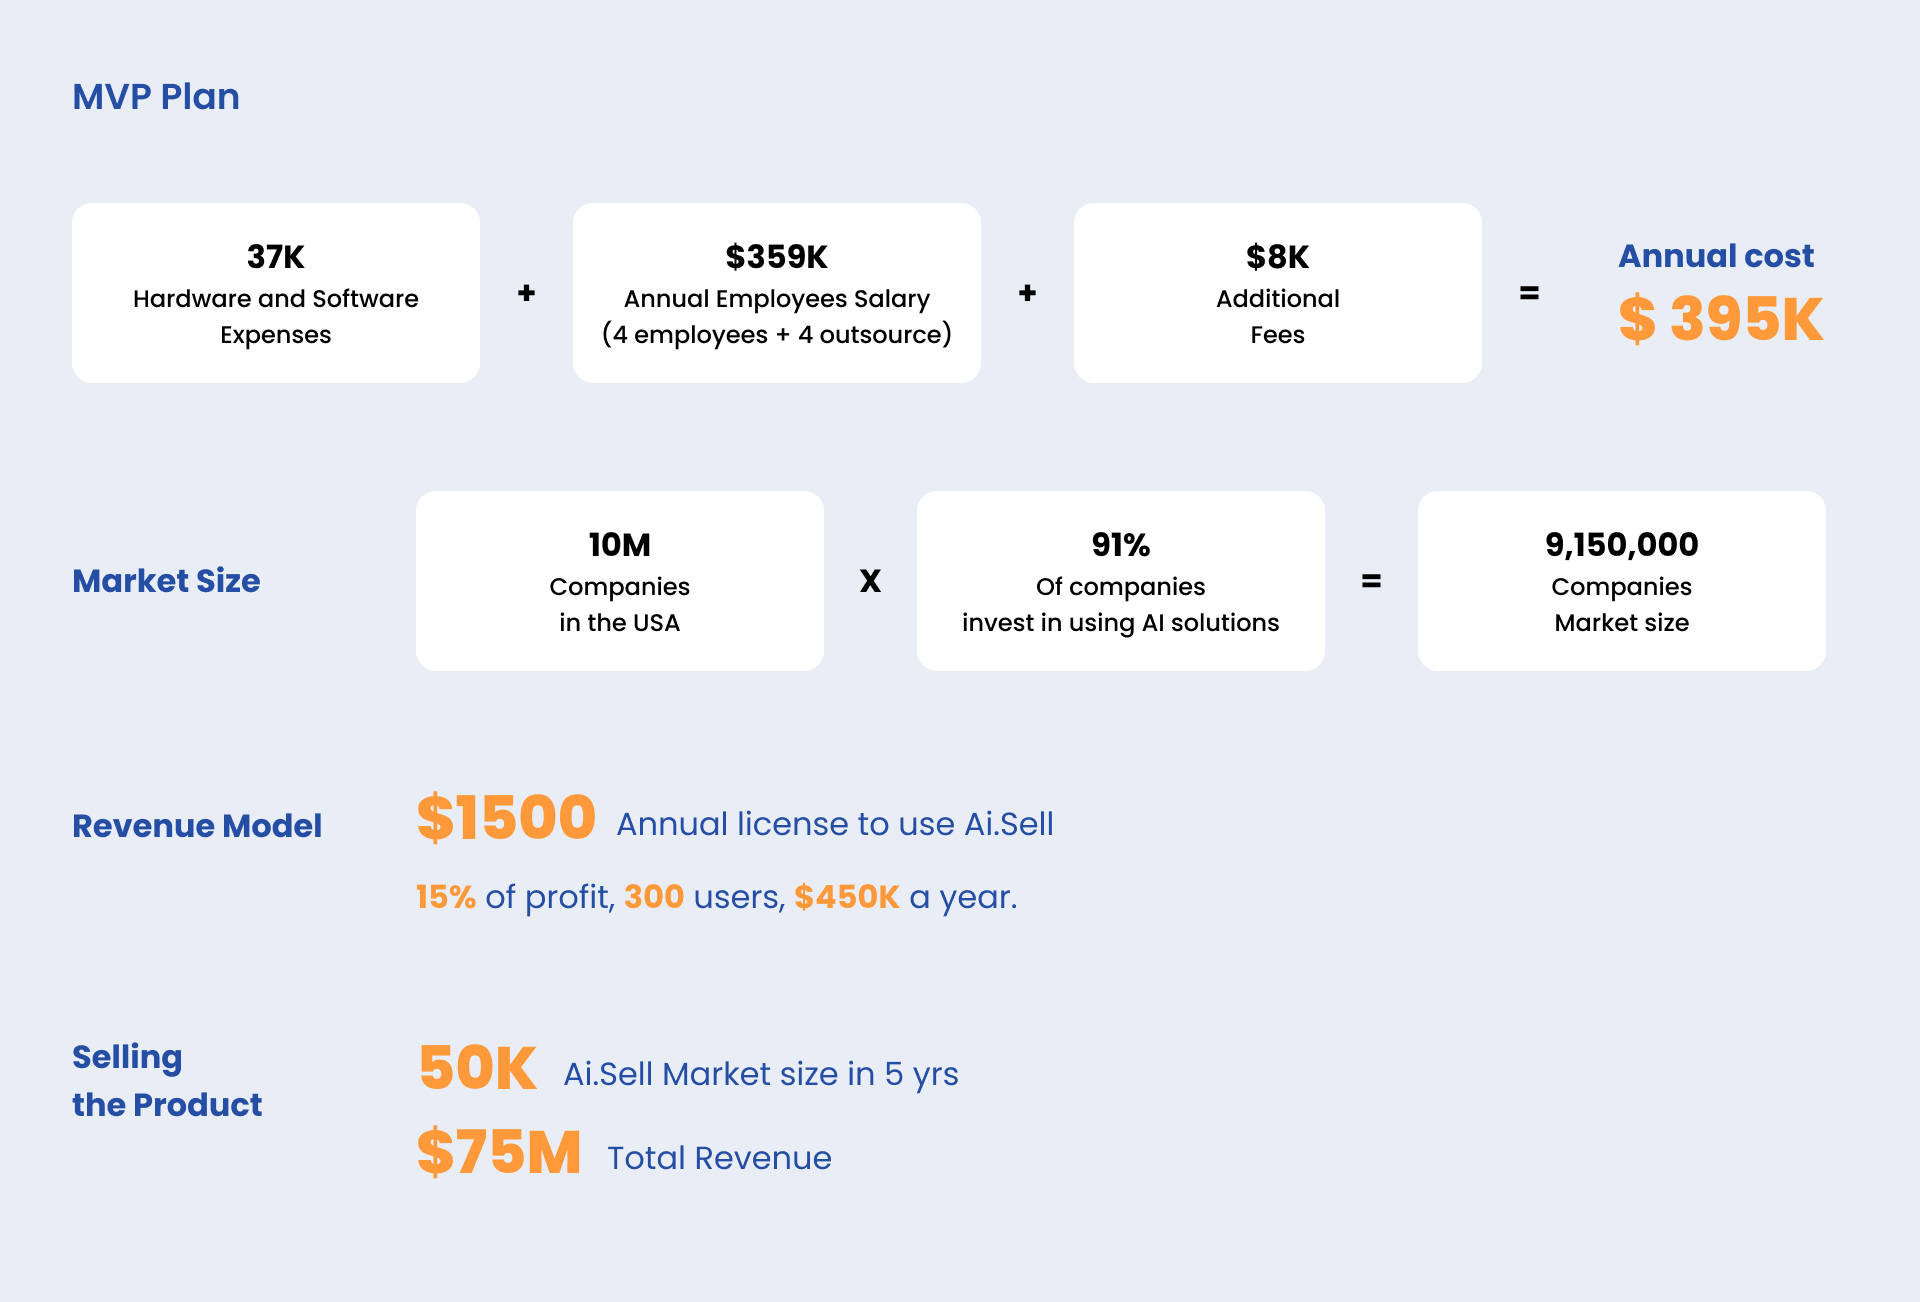 MVP Plan
37K
Hardware and Software
Expenses
+
$359K
Annual Employees Salary
(4 employees + 4 outsource)
+
$8K
Additional
Fees
=
Annual cost
$ 395K
Market Size
10M
Companies
in the USA
X
91%
Of companies
invest in using AI solutions
=
9,150,000
Companies
Market size
Revenue Model
$1500 Annual license to use Ai.Sell
15% of profit, 300 users, $450K a year.
Selling
the Product
50K Ai.Sell Market size in 5 yrs
$75M Total Revenue